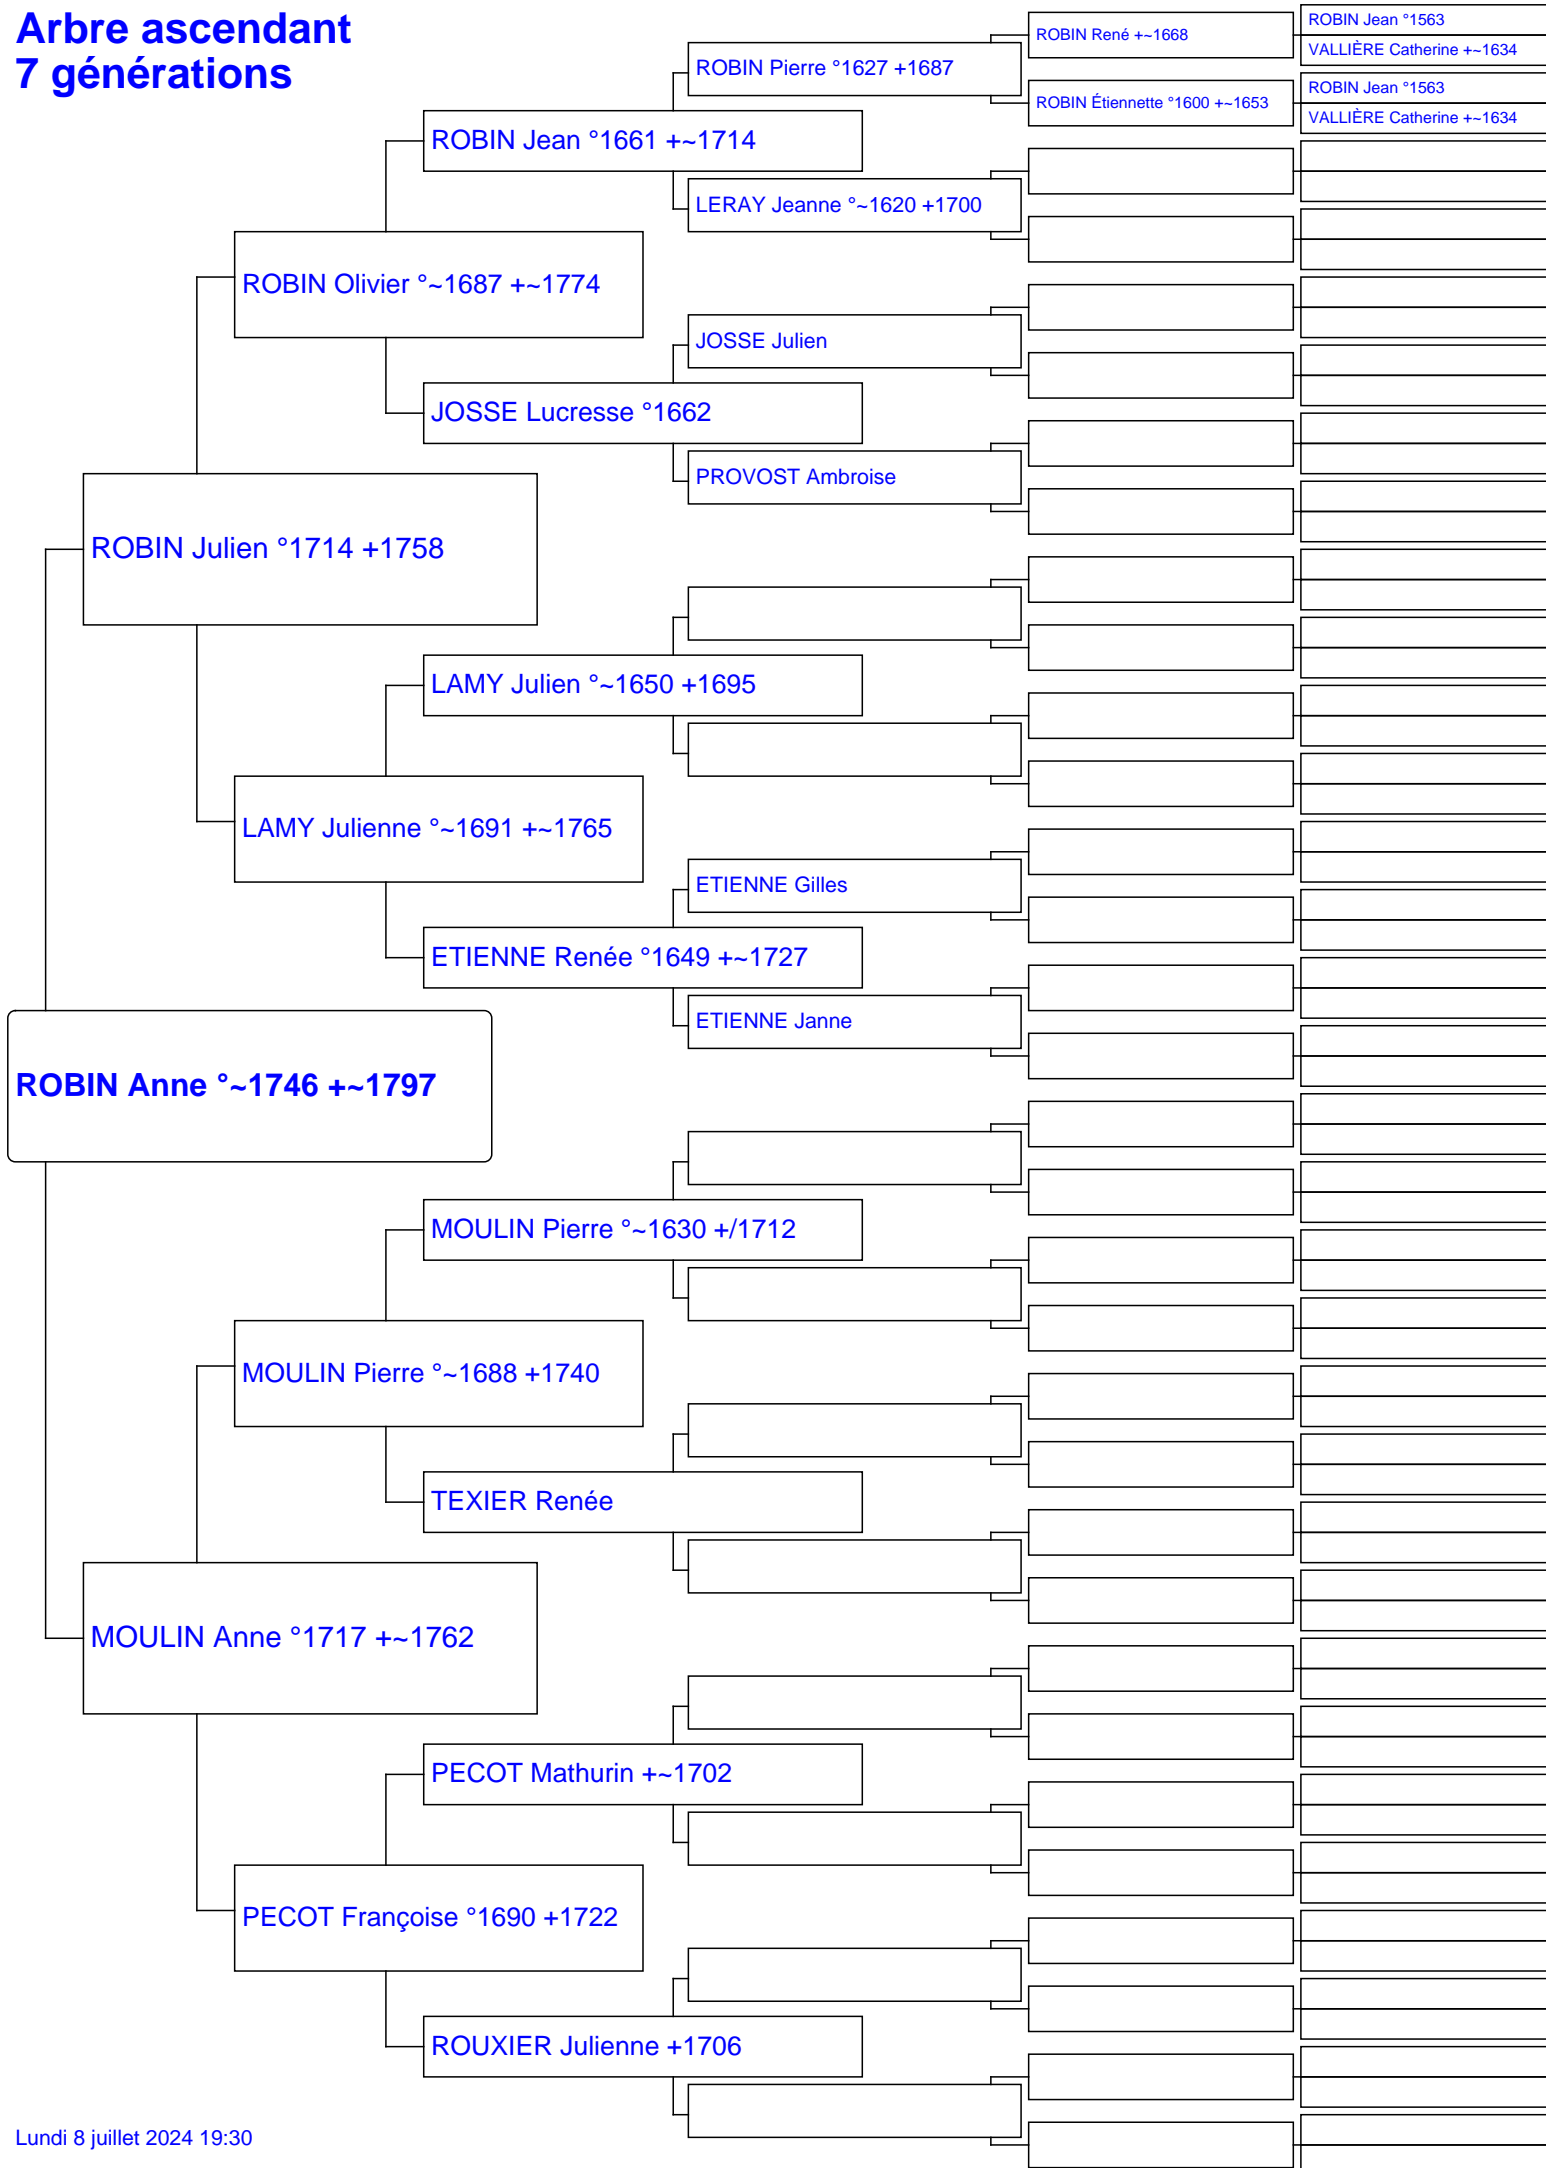 Arbre ascendant
7 générations
ROBIN Jean °1563
ROBIN René +~1668
VALLIÈRE Catherine +~1634
ROBIN Pierre °1627 +1687
ROBIN Jean °1563
ROBIN Étiennette °1600 +~1653
VALLIÈRE Catherine +~1634
ROBIN Jean °1661 +~1714
LERAY Jeanne °~1620 +1700
ROBIN Olivier °~1687 +~1774
JOSSE Julien
JOSSE Lucresse °1662
PROVOST Ambroise
ROBIN Julien °1714 +1758
LAMY Julien °~1650 +1695
LAMY Julienne °~1691 +~1765
ETIENNE Gilles
ETIENNE Renée °1649 +~1727
ETIENNE Janne
ROBIN Anne °~1746 +~1797
MOULIN Pierre °~1630 +/1712
MOULIN Pierre °~1688 +1740
TEXIER Renée
MOULIN Anne °1717 +~1762
PECOT Mathurin +~1702
PECOT Françoise °1690 +1722
ROUXIER Julienne +1706
Lundi 8 juillet 2024 19:30